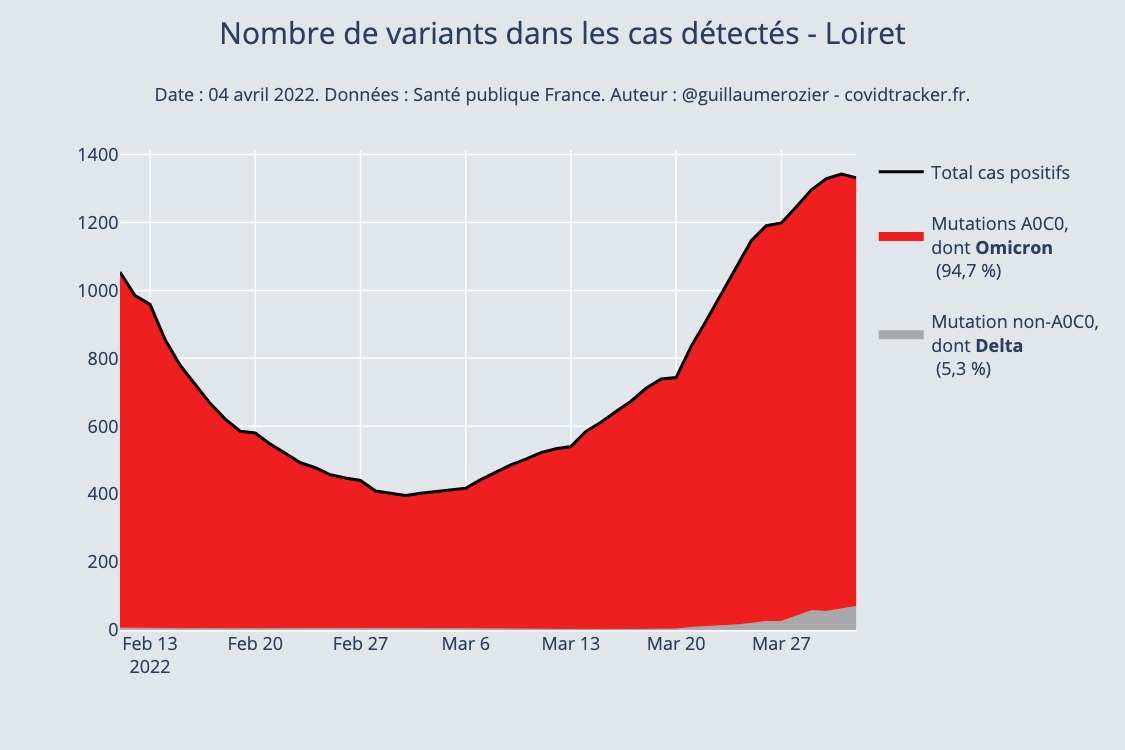 Nombre de variants dans les cas détectés - Loiret
Date : 04 avril 2022. Données : Santé publique France. Auteur : @guillaumerozier - covidtracker.fr.
1400
1200
1000
800
600
400
200
0
Feb 13
2022
Feb 20
Feb 27
Mar 6
Mar 13
Mar 20
Mar 27
Total cas positifs
Mutations A0C0,
dont Omicron
(94,7 %)
Mutation non-A0C0,
dont Delta
(5,3 %)